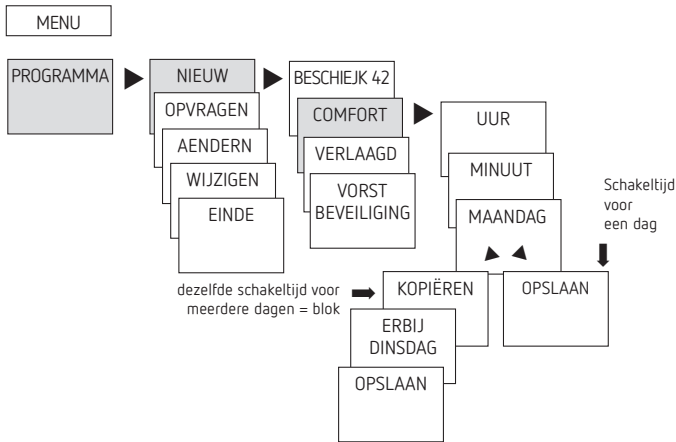 MENU
PROGRAMMA
NIEUW
OPVRAGEN
AENDERN
WIJZIGEN
EINDE
BESCHIEJK 42
COMFORT
VERLAAGD
VORST
BEVEILIGING
UUR
MINUUT
MAANDAG
Schakeltijd
voor
een dag
dezelfde schakeltijd voor
meerdere dagen = blok
KOPIËREN
ERBIJ
DINSDAG
OPSLAAN
OPSLAAN